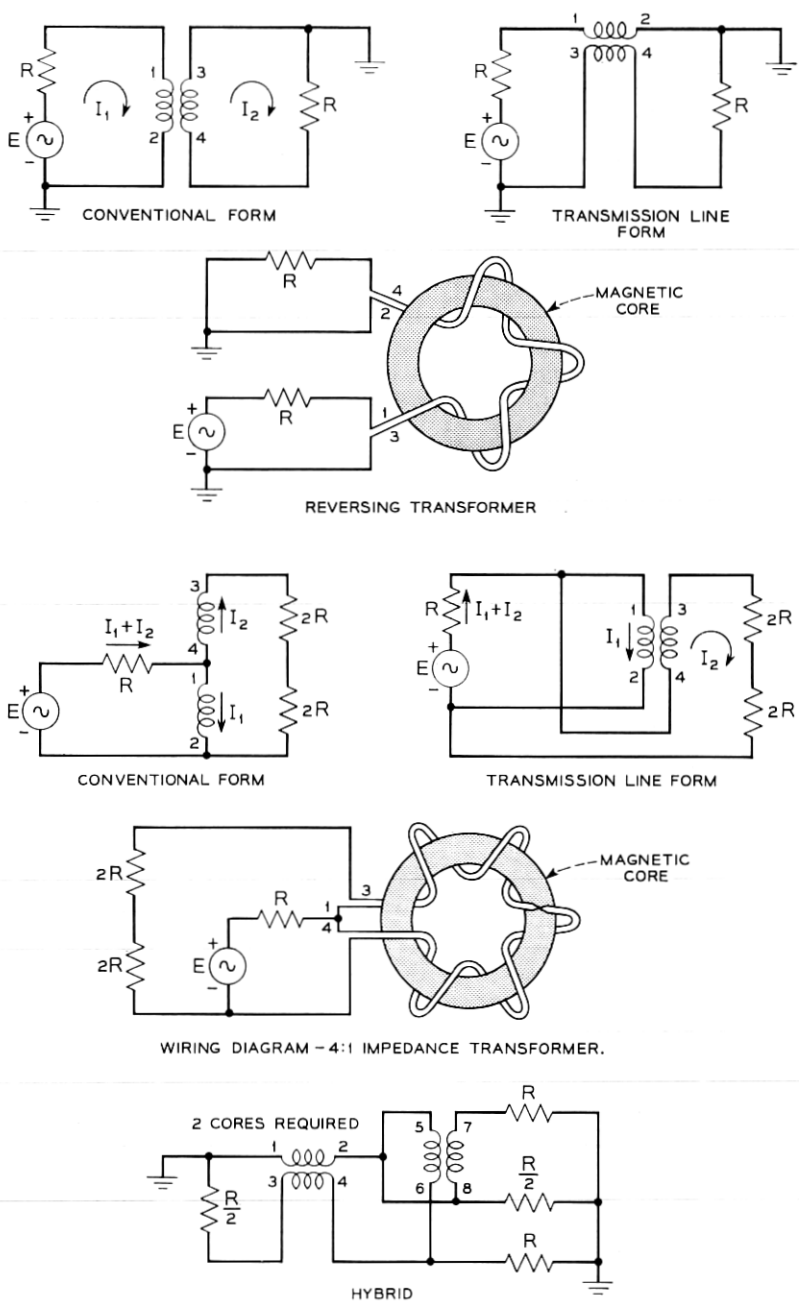 1 2
3 4
R I₁ 1 3 I₂ R
+ E − 2 4
R + E − R
CONVENTIONAL FORM
TRANSMISSION LINE
FORM
R
4
2
MAGNETIC
CORE
R
1
3
+
E
−
REVERSING TRANSFORMER
3
I₂
I₁+I₂
4
R
1
+
E
−
I₁
2
2R
2R
CONVENTIONAL FORM
R
I₁+I₂
+
E
−
I₁
1 3
2 4
I₂
2R
2R
TRANSMISSION LINE FORM
2R
2R
R
3
1
4
+
E
−
MAGNETIC
CORE
WIRING DIAGRAM – 4:1 IMPEDANCE TRANSFORMER.
2 CORES REQUIRED
1 2
3 4
R/2
5 7
6 8
R
R/2
R
HYBRID